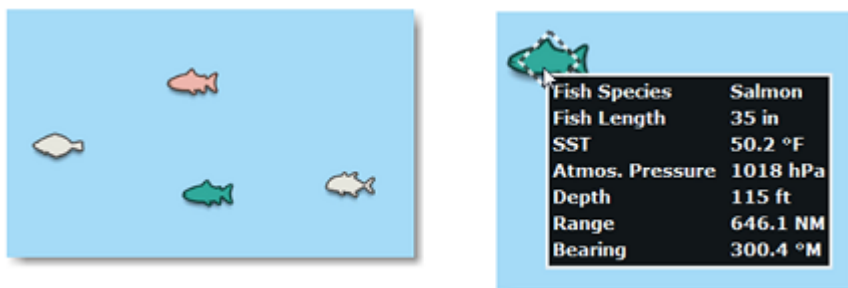 Fish Species Salmon
Fish Length 35 in
SST 50.2 °F
Atmos. Pressure 1018 hPa
Depth 115 ft
Range 646.1 NM
Bearing 300.4 °M